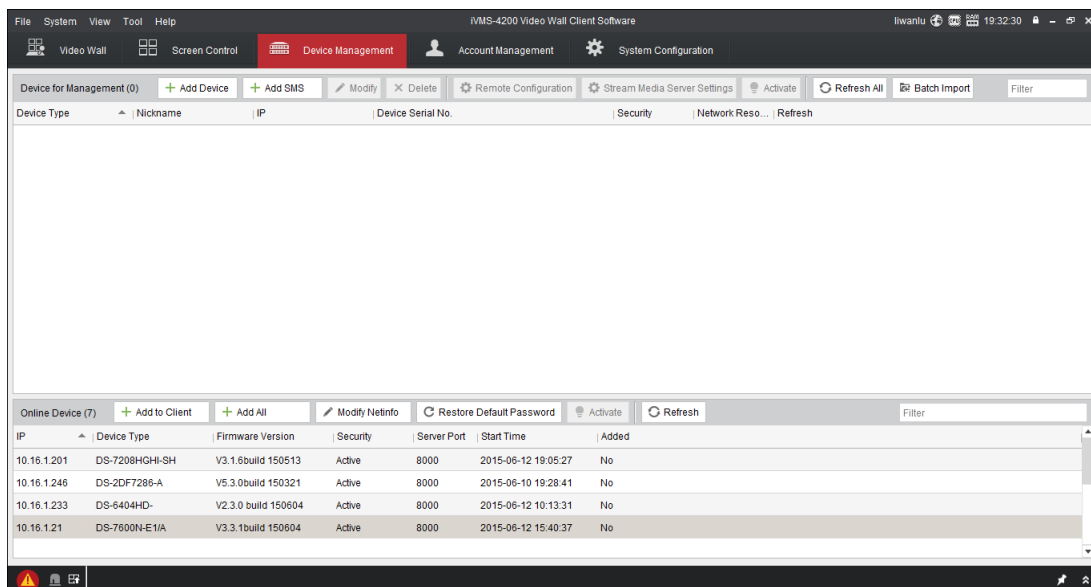 File System View Tool Help iVMS-4200 Video Wall Client Software liwanlu 19:32:30
Video Wall Screen Control Device Management Account Management System Configuration
Device for Management (0) Add Device Add SMS Modify Delete Remote Configuration Stream Media Server Settings Activate Refresh All Batch Import Filter
Device Type Nickname IP Device Serial No. Security Network Reso... Refresh
Online Device (7) Add to Client Add All Modify Netinfo Restore Default Password Activate Refresh Filter
IP Device Type Firmware Version Security Server Port Start Time Added
10.16.1.201 DS-7208HGHI-SH V3.1.6build 150513 Active 8000 2015-06-12 19:05:27 No
10.16.1.246 DS-2DF7286-A V5.3.0build 150321 Active 8000 2015-06-10 19:28:41 No
10.16.1.233 DS-6404HD- V2.3.0 build 150604 Active 8000 2015-06-12 10:13:31 No
10.16.1.21 DS-7600N-E1/A V3.3.1build 150604 Active 8000 2015-06-12 15:40:37 No